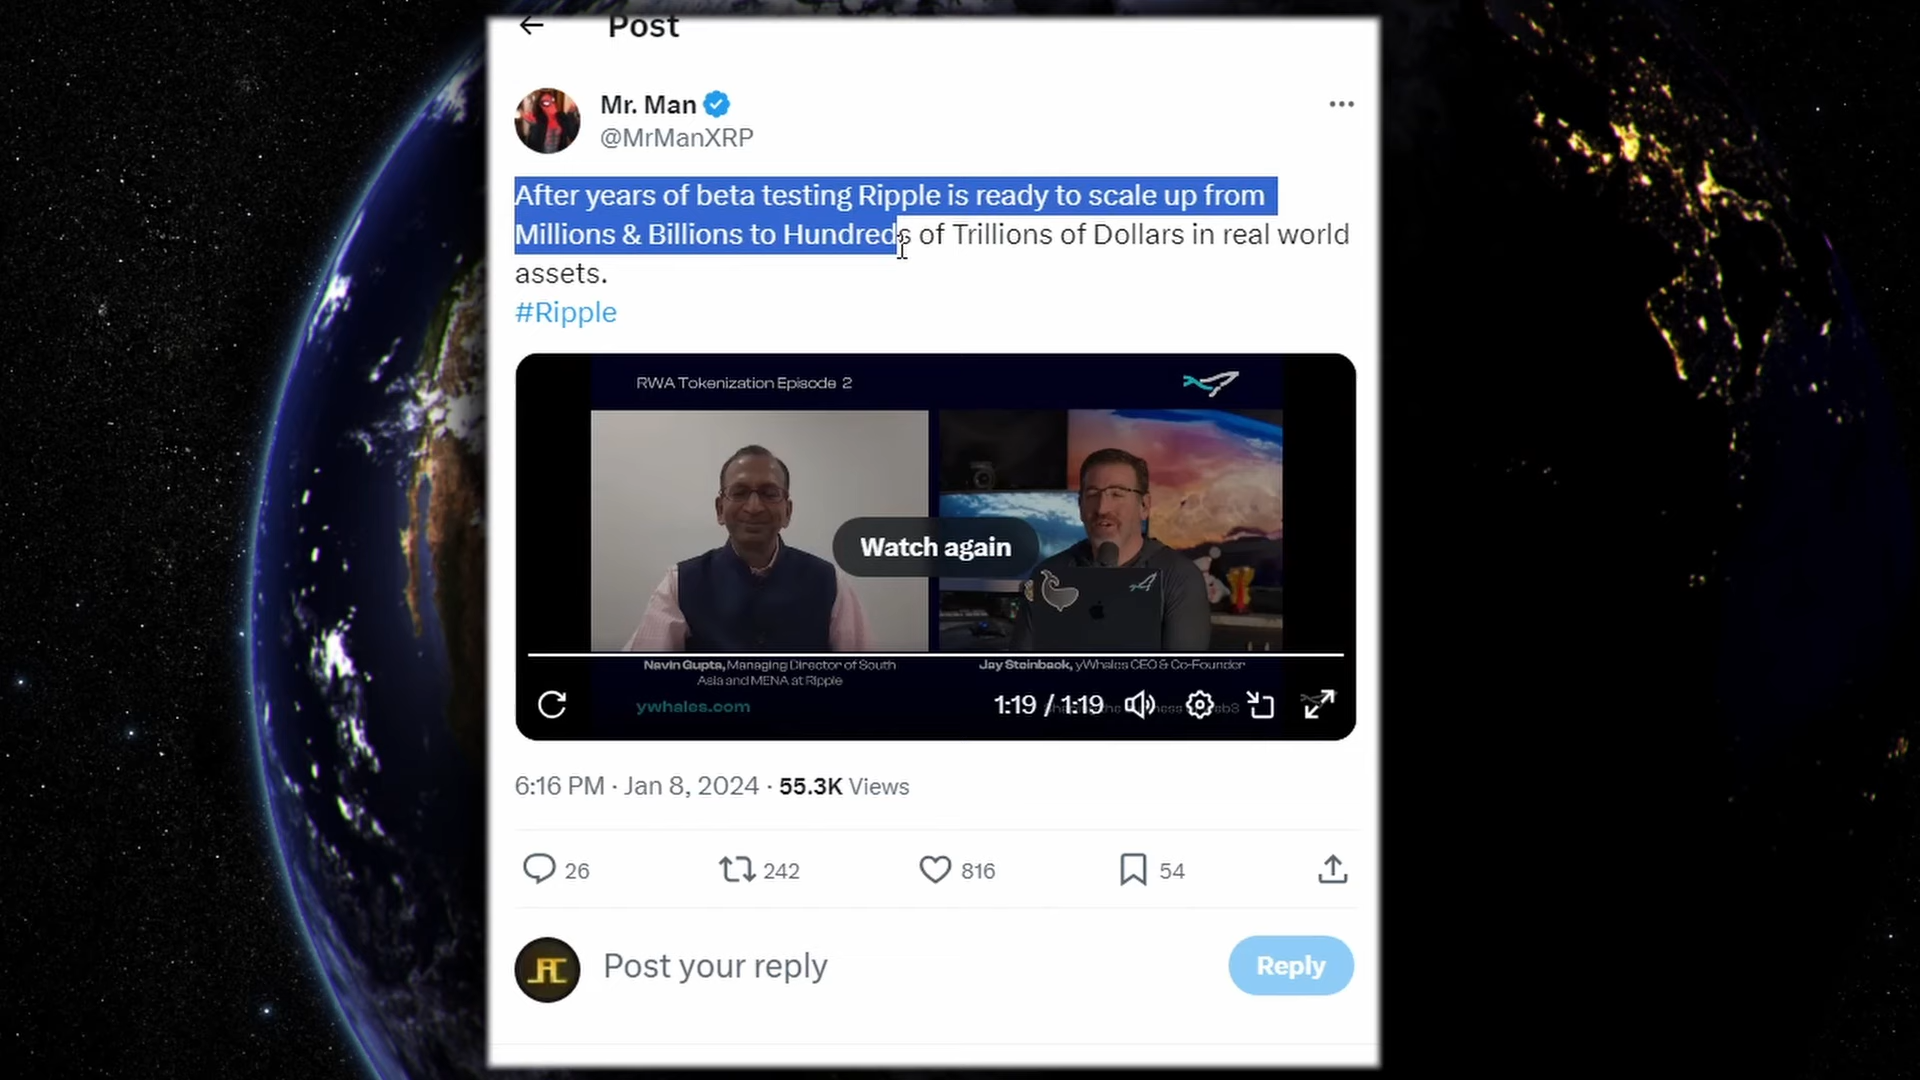 Post
Mr. Man
@MrManXRP
After years of beta testing Ripple is ready to scale up from
Millions & Billions to Hundreds of Trillions of Dollars in real world
assets.
#Ripple
RWA Tokenization Episode 2
Watch again
Navin Gupta, Managing Director of South
Asia and MENA at Ripple
Jay Steinback, yWhales CEO & Co-Founder
ywhales.com
1:19 / 1:19
6:16 PM · Jan 8, 2024 · 55.3K Views
26 242 816 54
Post your reply
Reply